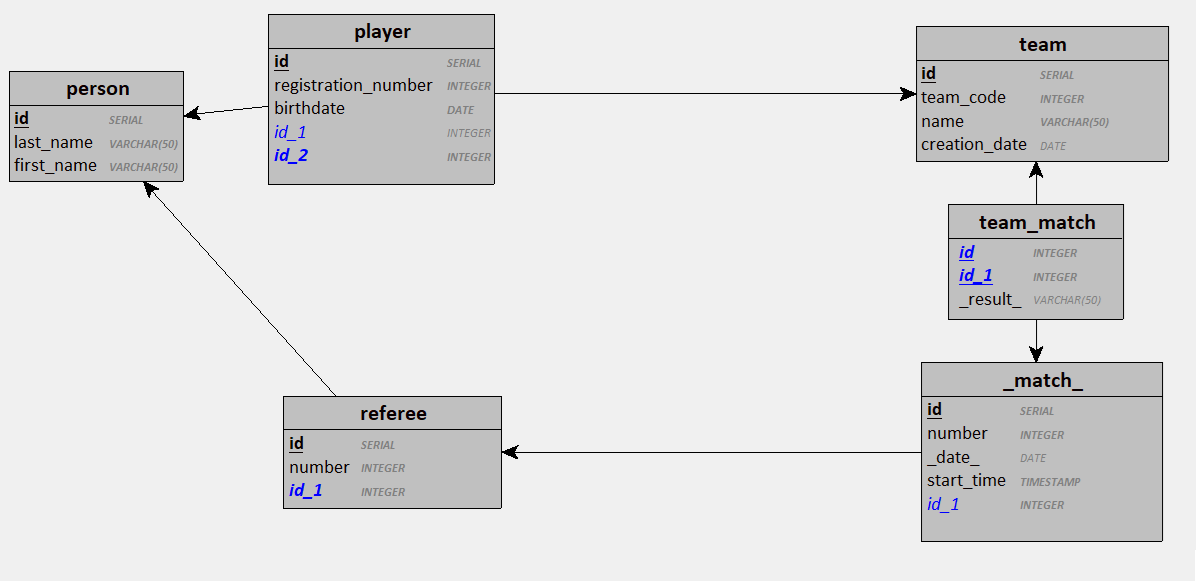 person
id SERIAL
last_name VARCHAR(50)
first_name VARCHAR(50)
player
id SERIAL
registration_number INTEGER
birthdate DATE
id_1 INTEGER
id_2 INTEGER
team
id SERIAL
team_code INTEGER
name VARCHAR(50)
creation_date DATE
team_match
id INTEGER
id_1 INTEGER
_result_ VARCHAR(50)
referee
id SERIAL
number INTEGER
id_1 INTEGER
_match_
id SERIAL
number INTEGER
_date_ DATE
start_time TIMESTAMP
id_1 INTEGER